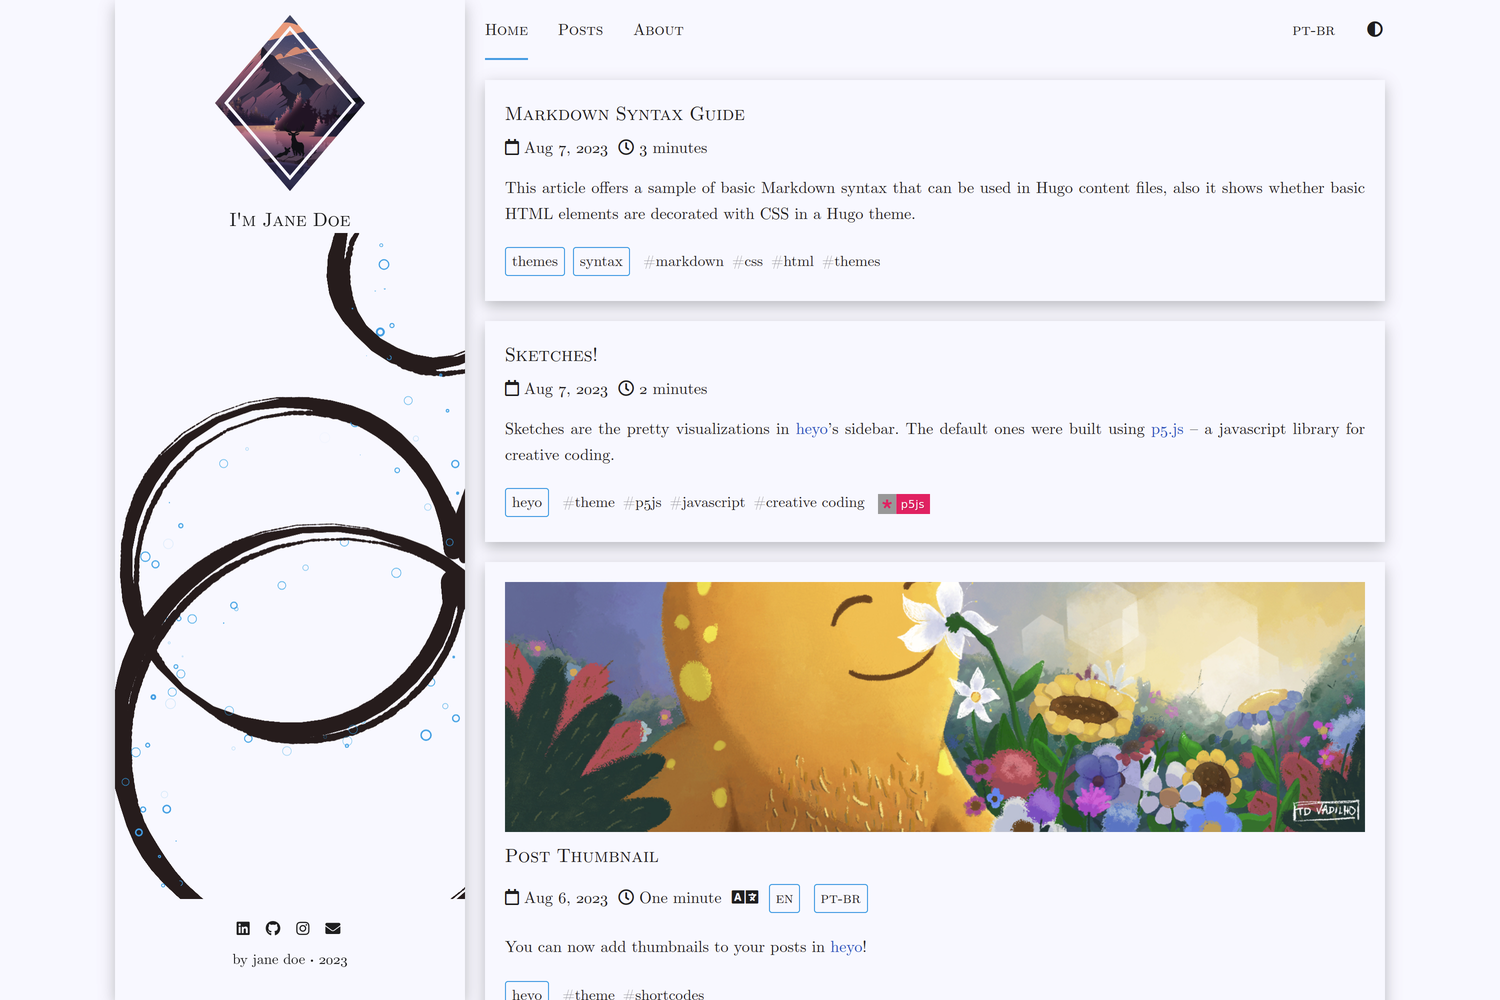 I'm Jane Doe
by jane doe • 2023
Home Posts About PT-BR
Markdown Syntax Guide
Aug 7, 2023 3 minutes
This article offers a sample of basic Markdown syntax that can be used in Hugo content files, also it shows whether basic
HTML elements are decorated with CSS in a Hugo theme.
themes syntax #markdown #css #html #themes
Sketches!
Aug 7, 2023 2 minutes
Sketches are the pretty visualizations in heyo's sidebar. The default ones were built using p5.js – a javascript library for
creative coding.
heyo #theme #p5js #javascript #creative coding * p5js
TD VADILHO
Post Thumbnail
Aug 6, 2023 One minute A EN PT-BR
You can now add thumbnails to your posts in heyo!
heyo #theme #shortcodes